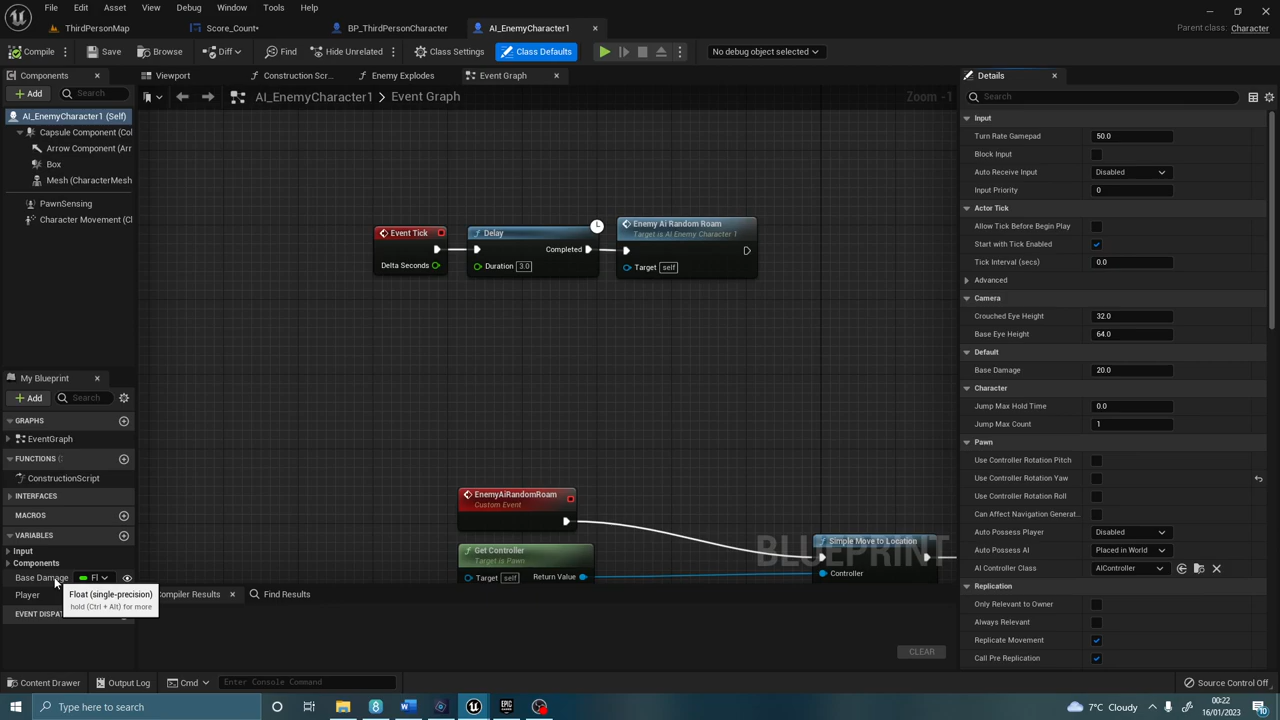 File Edit Asset View Debug Window Tools Help
ThirdPersonMap
Score_Count*
BP_ThirdPersonCharacter
AI_EnemyCharacter1
Parent class: Character
Compile Save Browse Diff Find Hide Unrelated Class Settings Class Defaults No debug object selected
Components
Add Search
AI_EnemyCharacter1 (Self)
Capsule Component (Col
Arrow Component (Arr
Box
Mesh (CharacterMesh
PawnSensing
Character Movement (Cl
My Blueprint
Add Search
GRAPHS
EventGraph
FUNCTIONS (:
ConstructionScript
INTERFACES
MACROS
VARIABLES
Input
Components
Base Damage Fl
Player
EVENT DISPAT
Float (single-precision)
hold (Ctrl + Alt) for more
Viewport Construction Scr... Enemy Explodes Event Graph
AI_EnemyCharacter1 > Event Graph
Zoom -1
Event Tick
Delta Seconds
Delay
Completed
Duration 3.0
Enemy Ai Random Roam
Target is AI Enemy Character 1
Target self
EnemyAiRandomRoam
Custom Event
Get Controller
Target is Pawn
Target self Return Value
Simple Move to Location
Controller
BLUEPRINT
Compiler Results Find Results
CLEAR
Details
Search
Input
Turn Rate Gamepad 50.0
Block Input
Auto Receive Input Disabled
Input Priority 0
Actor Tick
Allow Tick Before Begin Play
Start with Tick Enabled
Tick Interval (secs) 0.0
Advanced
Camera
Crouched Eye Height 32.0
Base Eye Height 64.0
Default
Base Damage 20.0
Character
Jump Max Hold Time 0.0
Jump Max Count 1
Pawn
Use Controller Rotation Pitch
Use Controller Rotation Yaw
Use Controller Rotation Roll
Can Affect Navigation Generat...
Auto Possess Player Disabled
Auto Possess AI Placed in World
AI Controller Class AIController
Replication
Only Relevant to Owner
Always Relevant
Replicate Movement
Call Pre Replication
Content Drawer Output Log Cmd Enter Console Command
Source Control Off
Type here to search
7°C Cloudy
00:22
16/01/2023